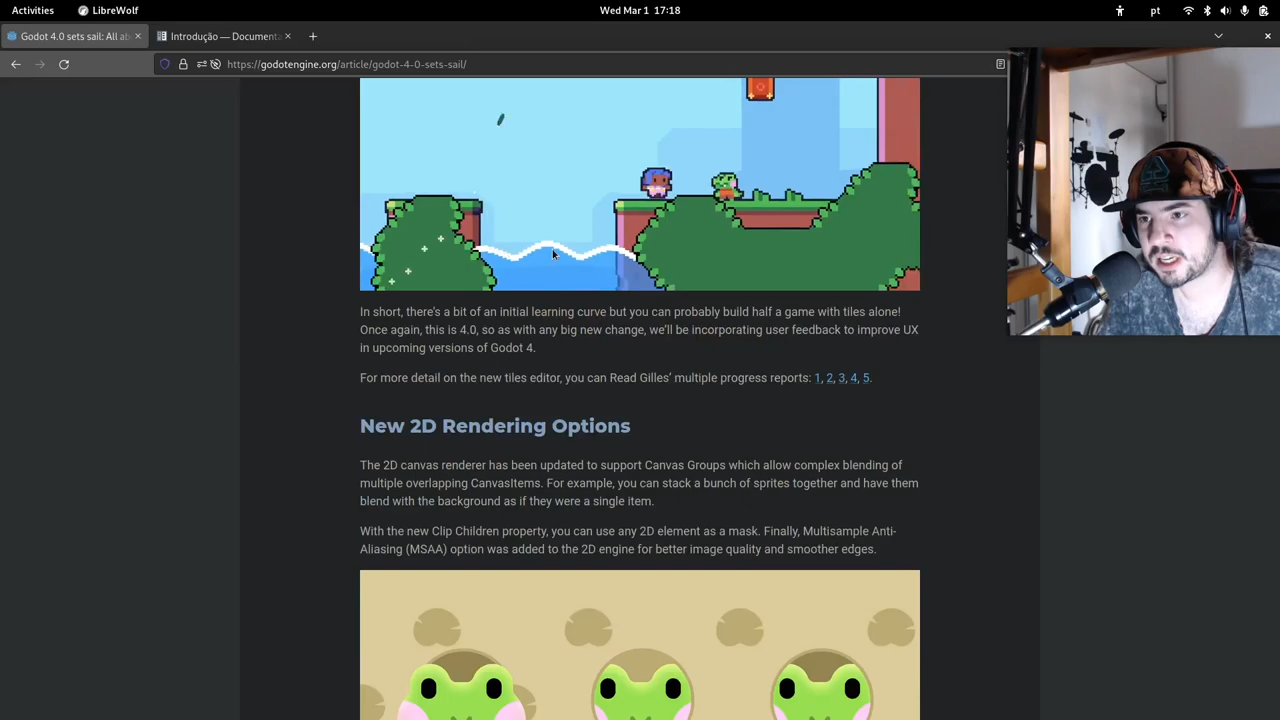 Activities
LibreWolf
Wed Mar 1 17:18
pt
Godot 4.0 sets sail: All ab
Introdução — Documenta
https://godotengine.org/article/godot-4-0-sets-sail/
In short, there's a bit of an initial learning curve but you can probably build half a game with tiles alone!
Once again, this is 4.0, so as with any big new change, we'll be incorporating user feedback to improve UX
in upcoming versions of Godot 4.
For more detail on the new tiles editor, you can Read Gilles' multiple progress reports: 1, 2, 3, 4, 5.
New 2D Rendering Options
The 2D canvas renderer has been updated to support Canvas Groups which allow complex blending of
multiple overlapping CanvasItems. For example, you can stack a bunch of sprites together and have them
blend with the background as if they were a single item.
With the new Clip Children property, you can use any 2D element as a mask. Finally, Multisample Anti-
Aliasing (MSAA) option was added to the 2D engine for better image quality and smoother edges.